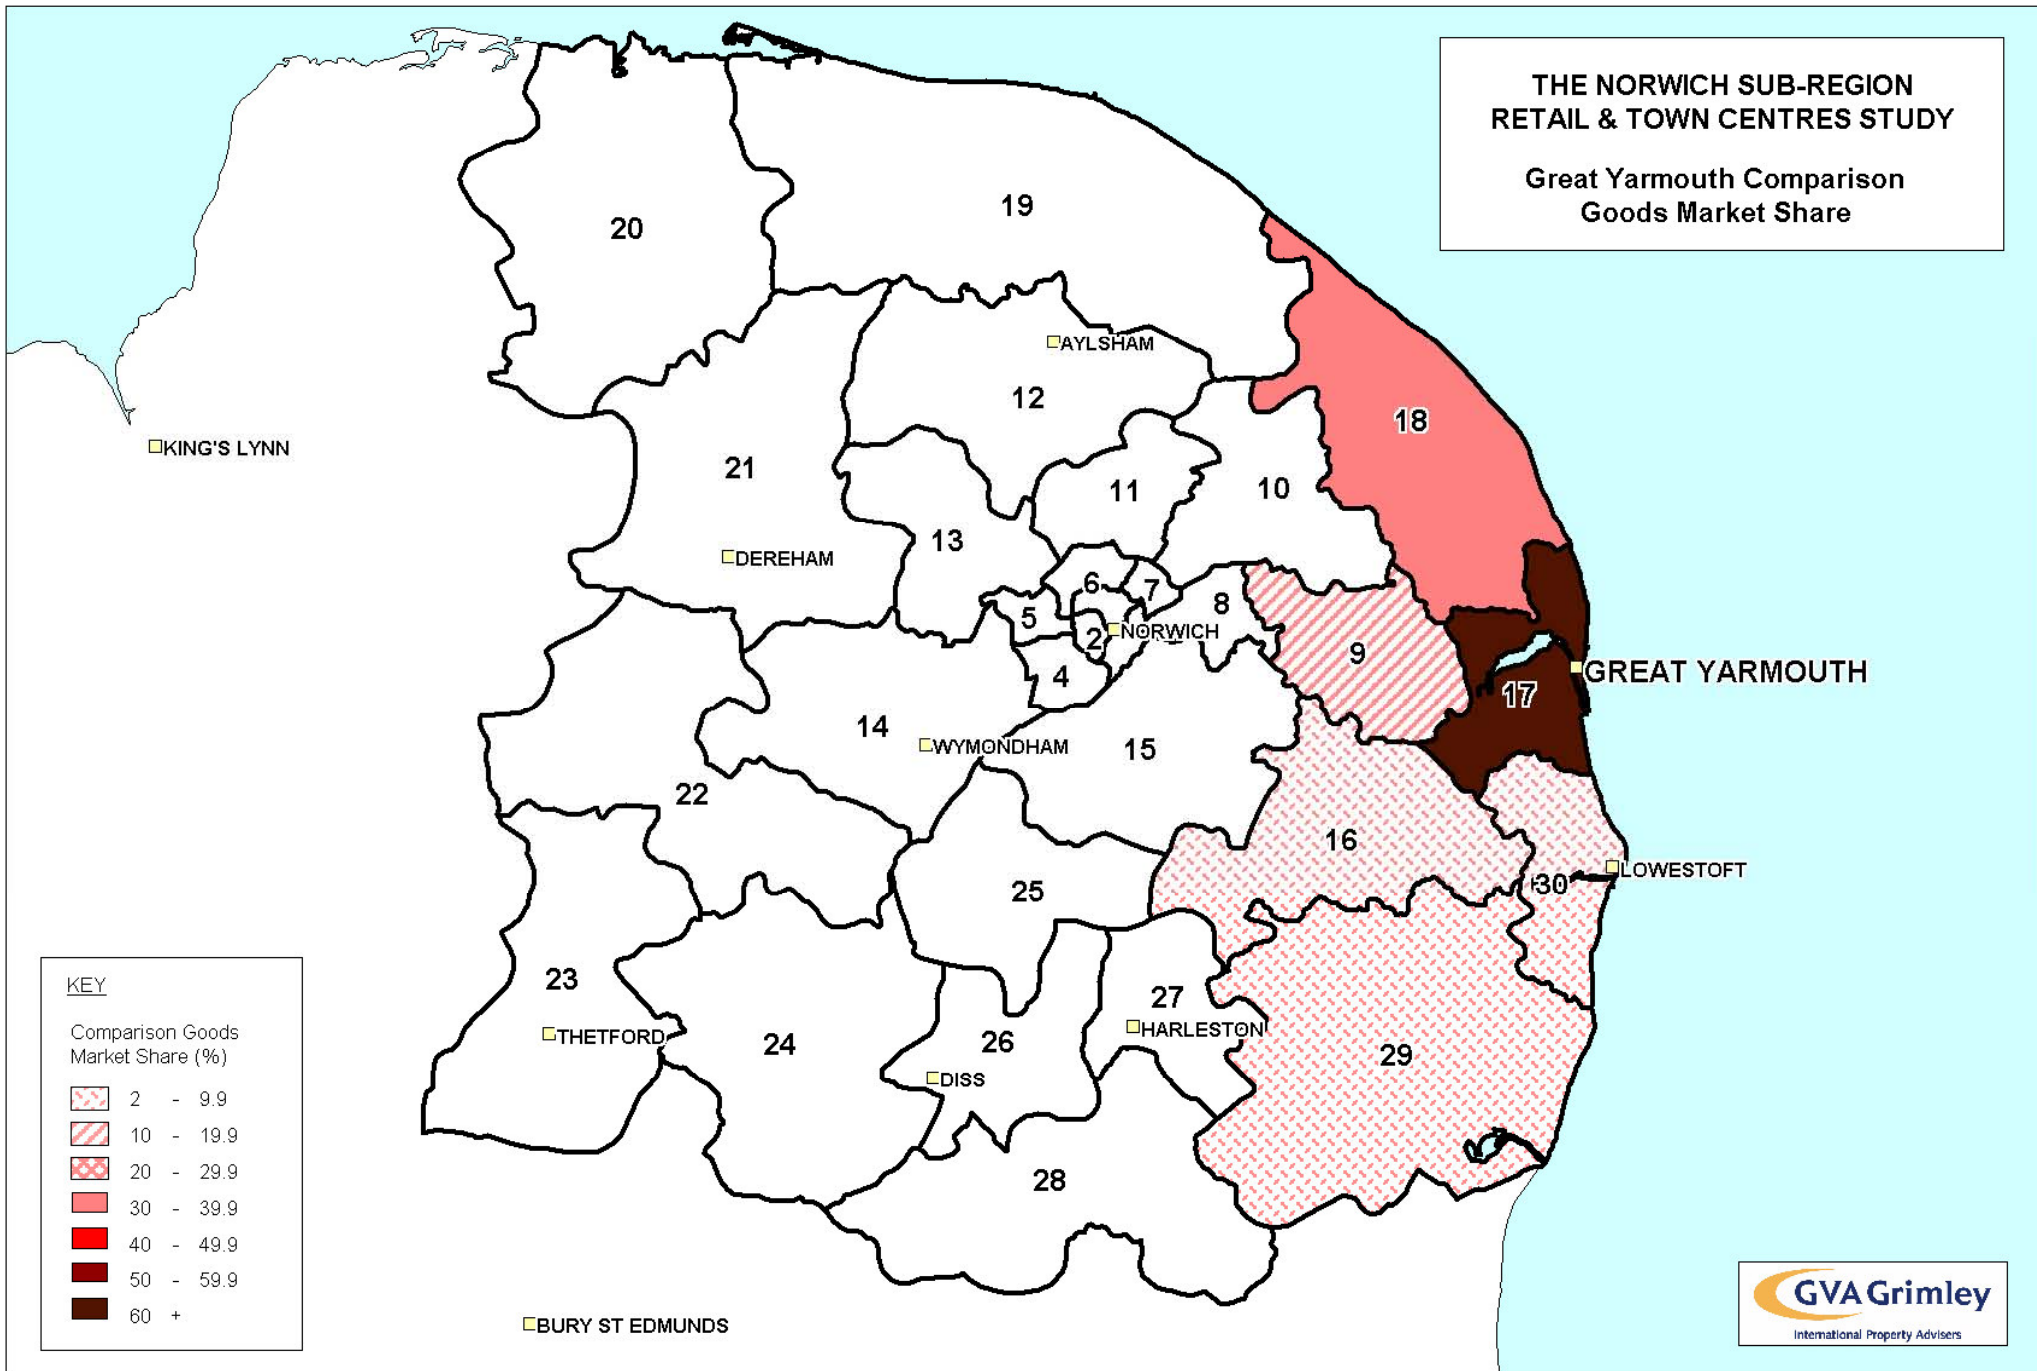 THE NORWICH SUB-REGION
RETAIL & TOWN CENTRES STUDY
Great Yarmouth Comparison
Goods Market Share
19
20
AYLSHAM
12
18
KING'S LYNN
21
11
10
13
DEREHAM
6
7
8
5
2
NORWICH
9
4
GREAT YARMOUTH
17
14
WYMONDHAM
15
22
16
LOWESTOFT
30
25
23
27
THETFORD
HARLESTON
24
26
29
DISS
28
BURY ST EDMUNDS
KEY
Comparison Goods
Market Share (%)
2 - 9.9
10 - 19.9
20 - 29.9
30 - 39.9
40 - 49.9
50 - 59.9
60 +
GVA Grimley
International Property Advisers